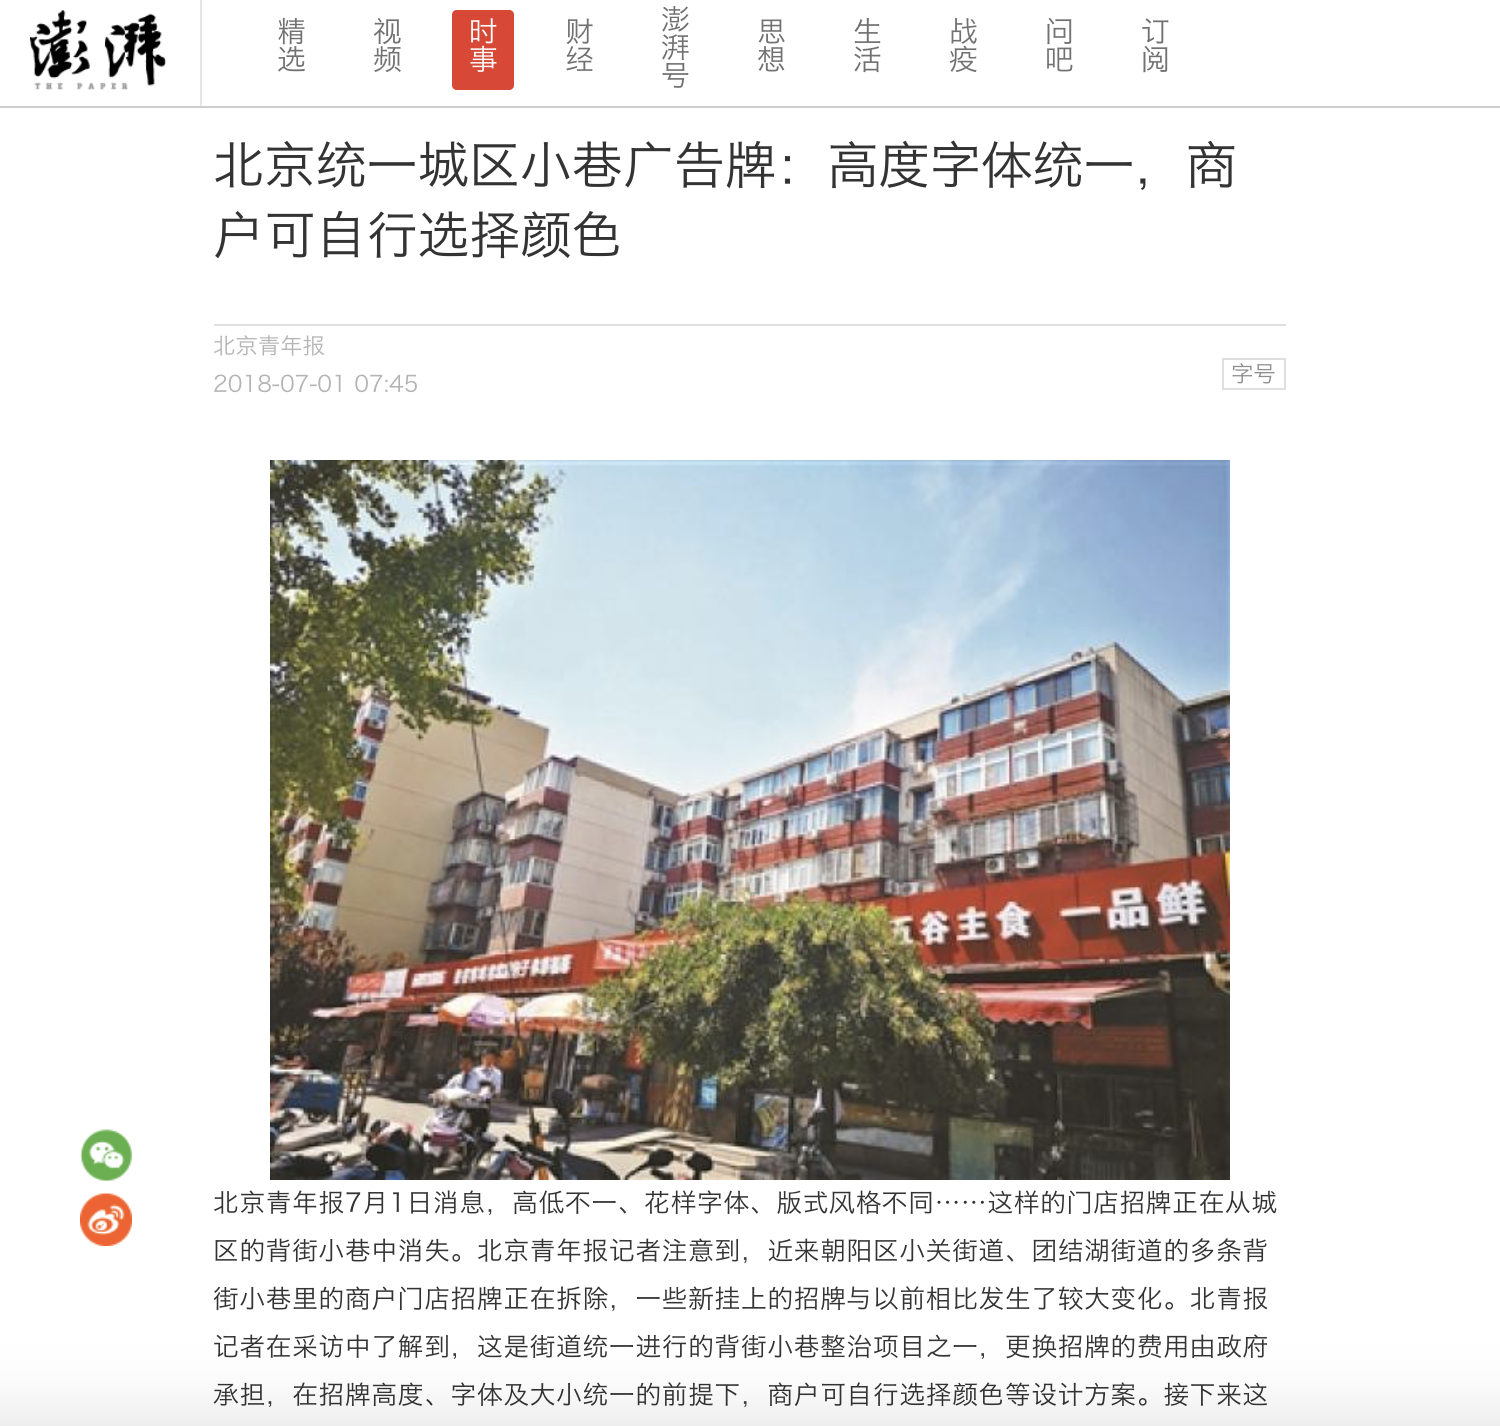 澎湃
THE PAPER
精选
视频
时事
财经
澎湃号
思想
生活
战疫
问吧
订阅
北京统一城区小巷广告牌：高度字体统一，商
户可自行选择颜色
北京青年报
2018-07-01 07:45
字号
五谷主食 一品鲜
北京青年报7月1日消息，高低不一、花样字体、版式风格不同……这样的门店招牌正在从城
区的背街小巷中消失。北京青年报记者注意到，近来朝阳区小关街道、团结湖街道的多条背
街小巷里的商户门店招牌正在拆除，一些新挂上的招牌与以前相比发生了较大变化。北青报
记者在采访中了解到，这是街道统一进行的背街小巷整治项目之一，更换招牌的费用由政府
承担，在招牌高度、字体及大小统一的前提下，商户可自行选择颜色等设计方案。接下来这